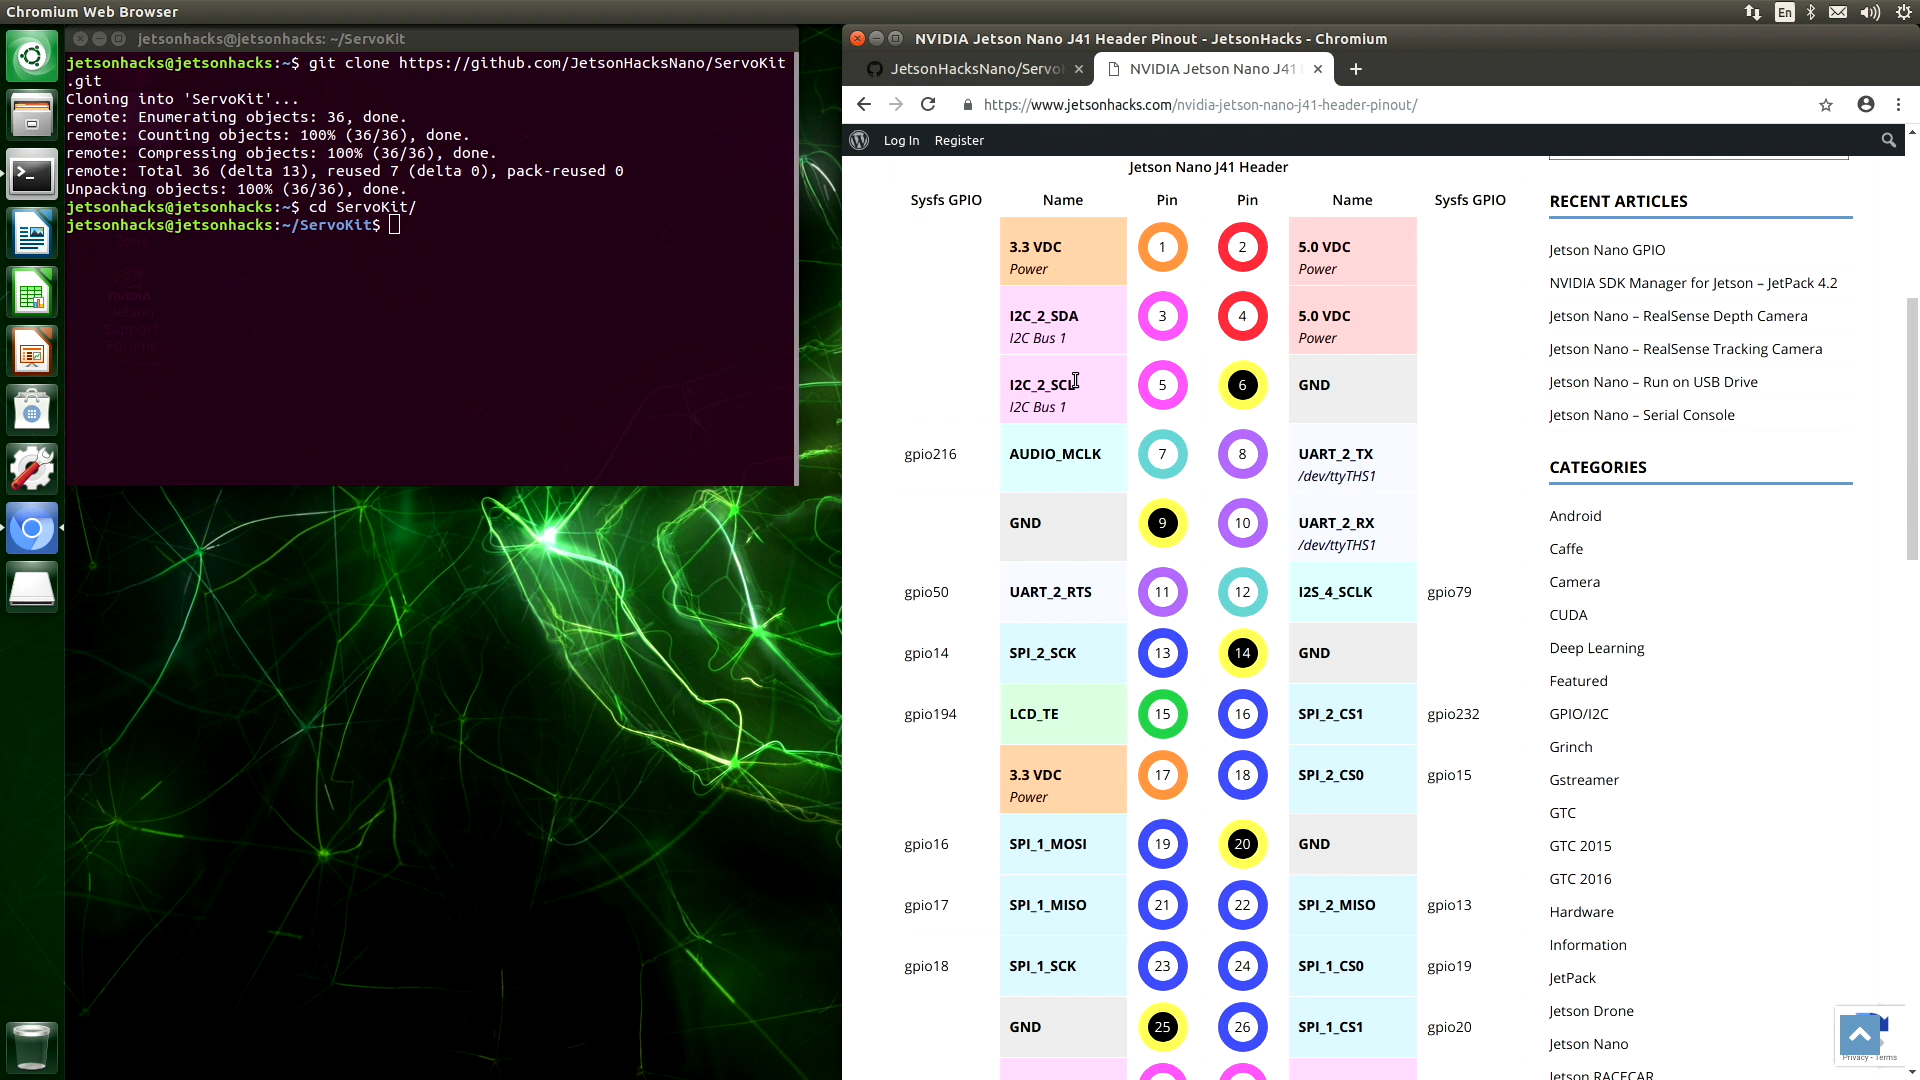 Chromium Web Browser
En
jetsonhacks@jetsonhacks: ~/ServoKit
jetsonhacks@jetsonhacks:~$ git clone https://github.com/JetsonHacksNano/ServoKit
.git
Cloning into 'ServoKit'...
remote: Enumerating objects: 36, done.
remote: Counting objects: 100% (36/36), done.
remote: Compressing objects: 100% (36/36), done.
remote: Total 36 (delta 13), reused 7 (delta 0), pack-reused 0
Unpacking objects: 100% (36/36), done.
jetsonhacks@jetsonhacks:~$ cd ServoKit/
jetsonhacks@jetsonhacks:~/ServoKit$
Zone
NVIDIA
Jetson
Support
Forums
NVIDIA Jetson Nano J41 Header Pinout - JetsonHacks - Chromium
JetsonHacksNano/Servo
NVIDIA Jetson Nano J41
https://www.jetsonhacks.com/nvidia-jetson-nano-j41-header-pinout/
Log In Register
Jetson Nano J41 Header
Sysfs GPIO Name Pin Pin Name Sysfs GPIO
3.3 VDC 1 2 5.0 VDC
Power Power
I2C_2_SDA 3 4 5.0 VDC
I2C Bus 1 Power
I2C_2_SCL 5 6 GND
I2C Bus 1
gpio216 AUDIO_MCLK 7 8 UART_2_TX
/dev/ttyTHS1
GND 9 10 UART_2_RX
/dev/ttyTHS1
gpio50 UART_2_RTS 11 12 I2S_4_SCLK gpio79
gpio14 SPI_2_SCK 13 14 GND
gpio194 LCD_TE 15 16 SPI_2_CS1 gpio232
3.3 VDC 17 18 SPI_2_CS0 gpio15
Power
gpio16 SPI_1_MOSI 19 20 GND
gpio17 SPI_1_MISO 21 22 SPI_2_MISO gpio13
gpio18 SPI_1_SCK 23 24 SPI_1_CS0 gpio19
GND 25 26 SPI_1_CS1 gpio20
RECENT ARTICLES
Jetson Nano GPIO
NVIDIA SDK Manager for Jetson – JetPack 4.2
Jetson Nano – RealSense Depth Camera
Jetson Nano – RealSense Tracking Camera
Jetson Nano – Run on USB Drive
Jetson Nano – Serial Console
CATEGORIES
Android
Caffe
Camera
CUDA
Deep Learning
Featured
GPIO/I2C
Grinch
Gstreamer
GTC
GTC 2015
GTC 2016
Hardware
Information
JetPack
Jetson Drone
Jetson Nano
Jetson RACECAR
Privacy - Terms